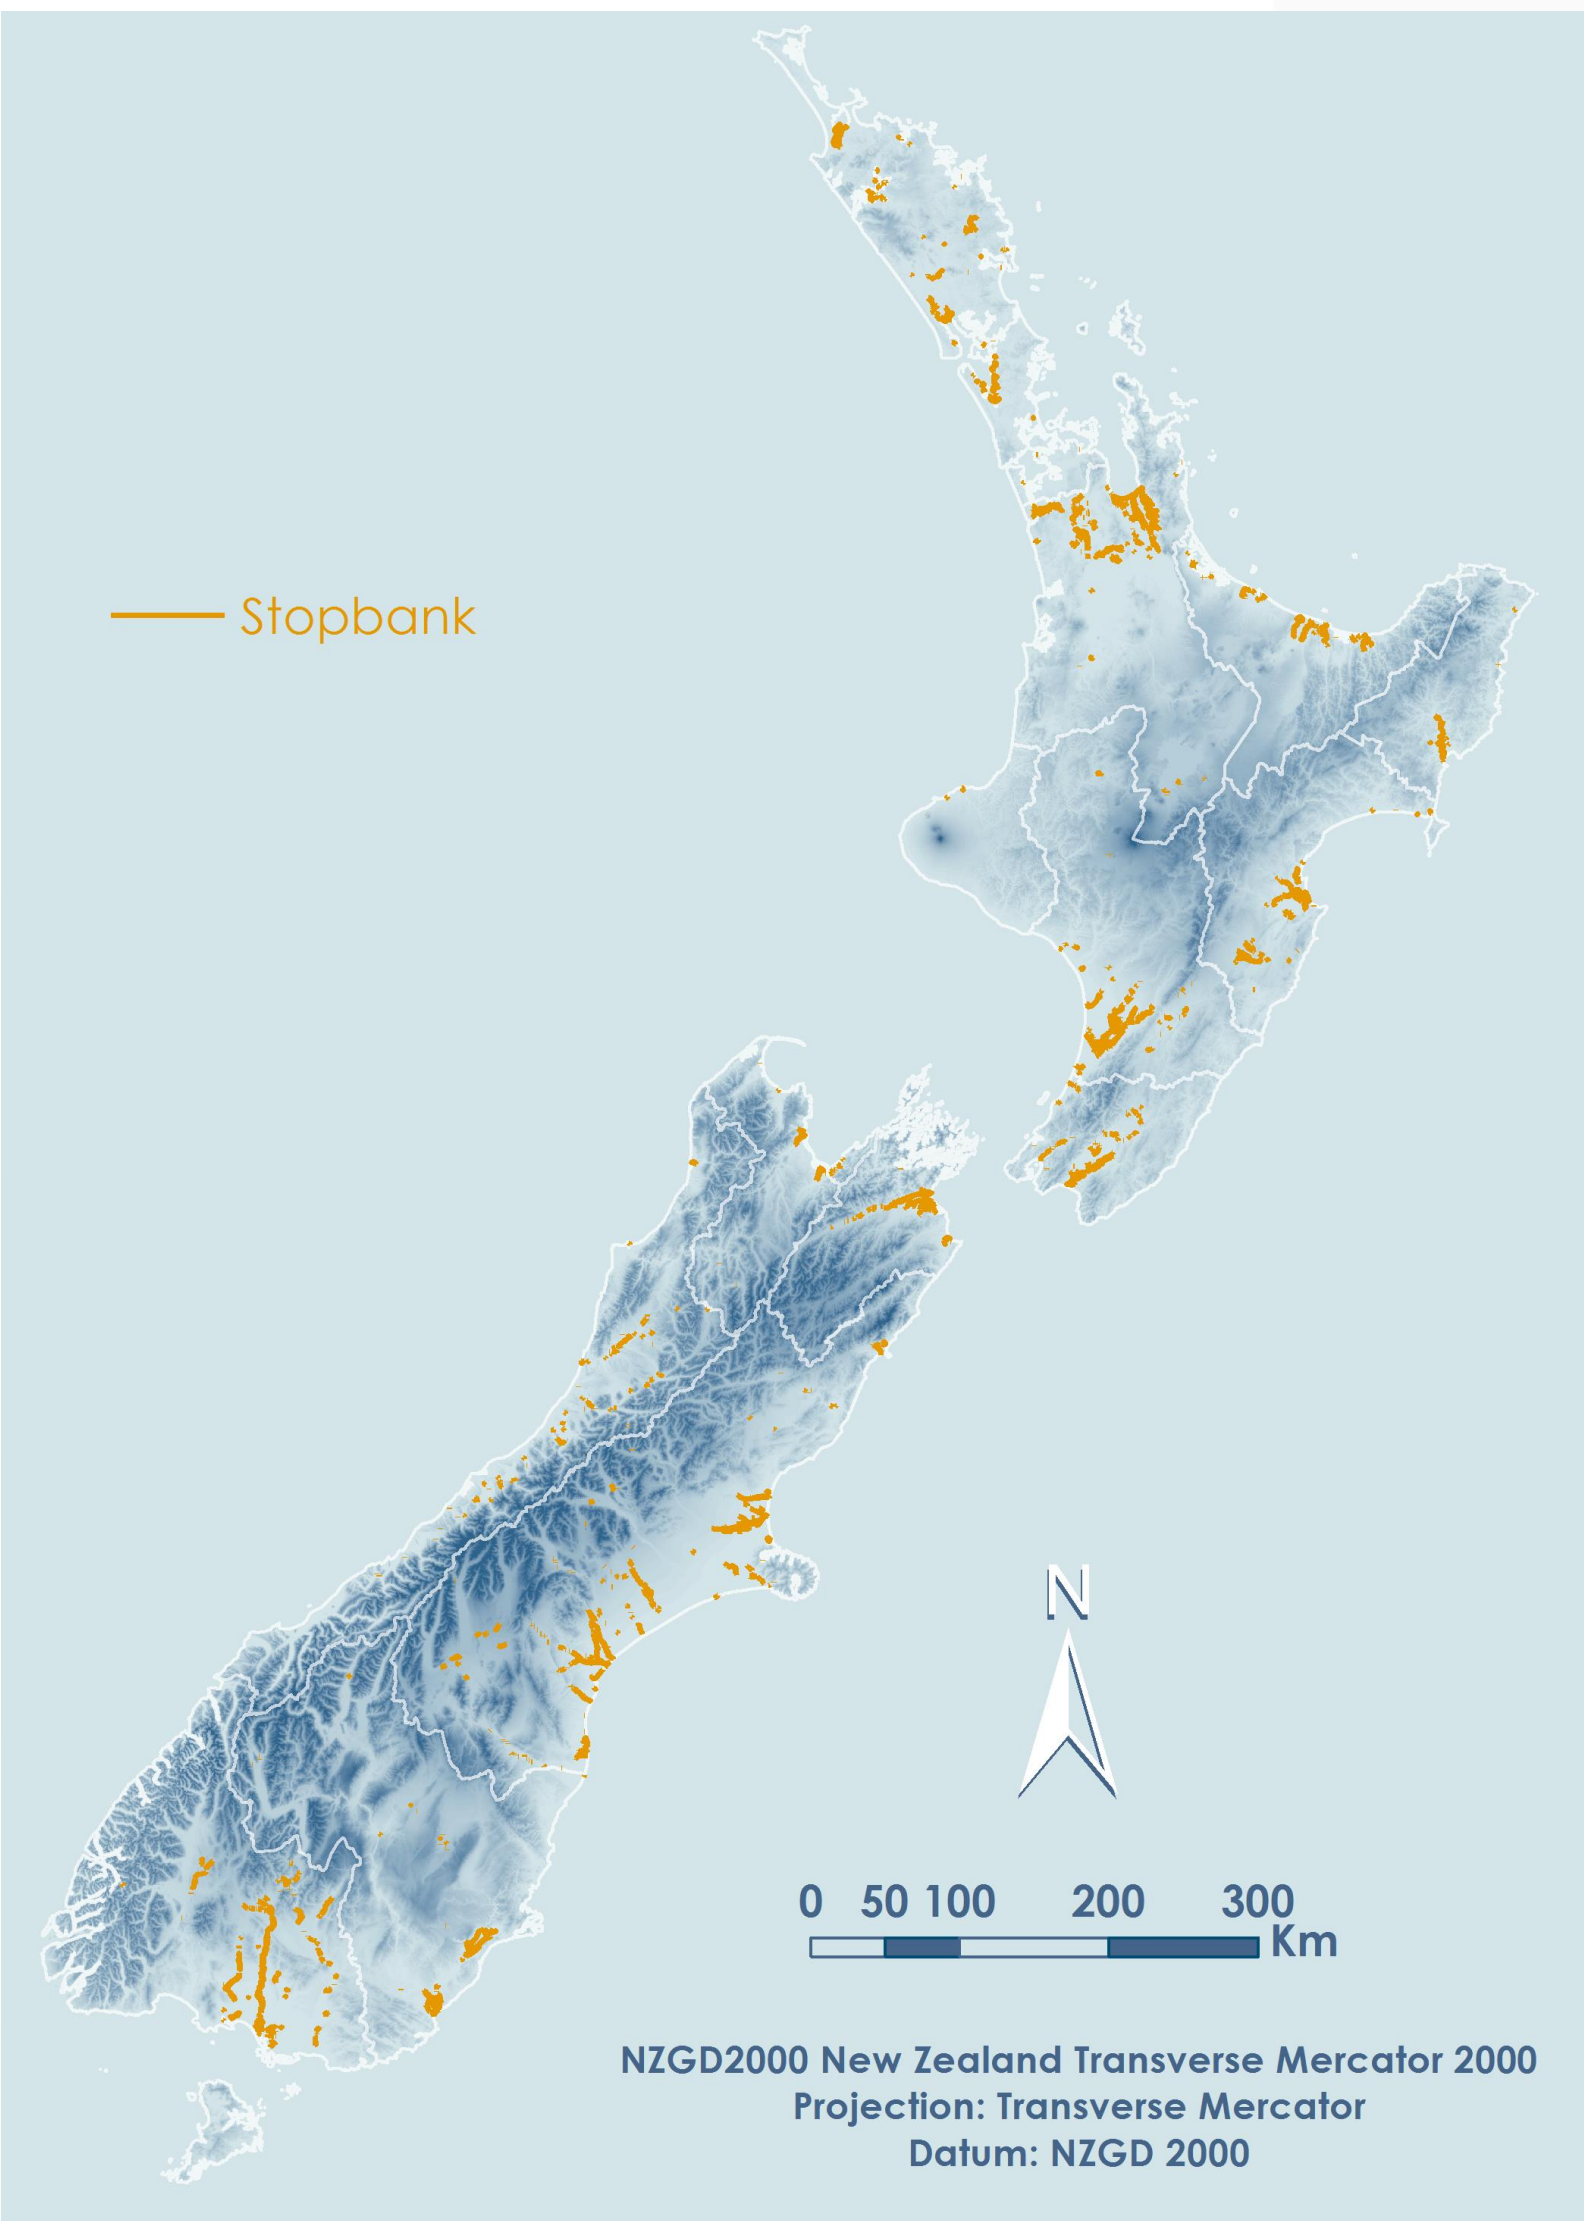 Stopbank
N
0 50 100 200 300
Km
NZGD2000 New Zealand Transverse Mercator 2000
Projection: Transverse Mercator
Datum: NZGD 2000